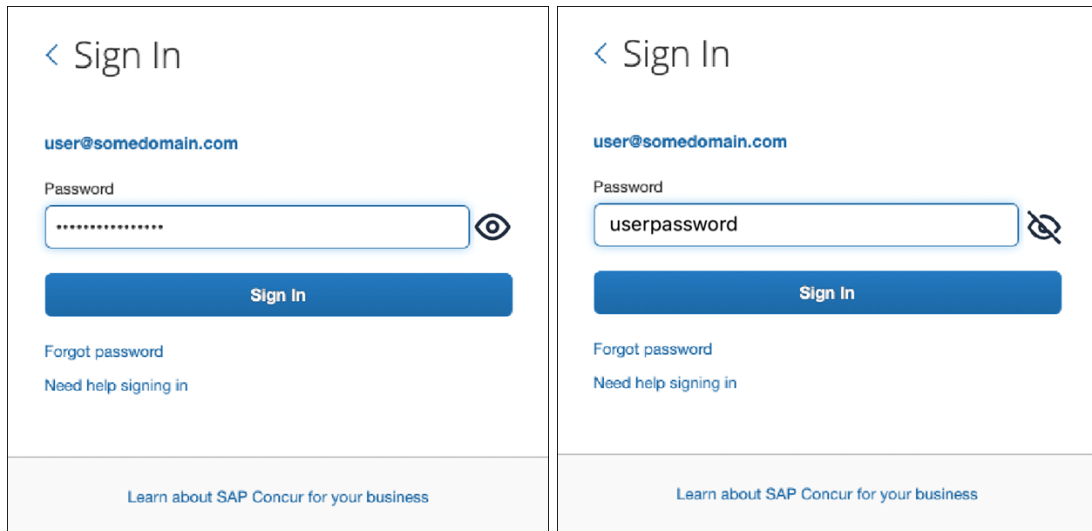 Sign In
user@somedomain.com
Password
••••••••••••••••
Sign In
Forgot password
Need help signing in
Learn about SAP Concur for your business
Sign In
user@somedomain.com
Password
userpassword
Sign In
Forgot password
Need help signing in
Learn about SAP Concur for your business